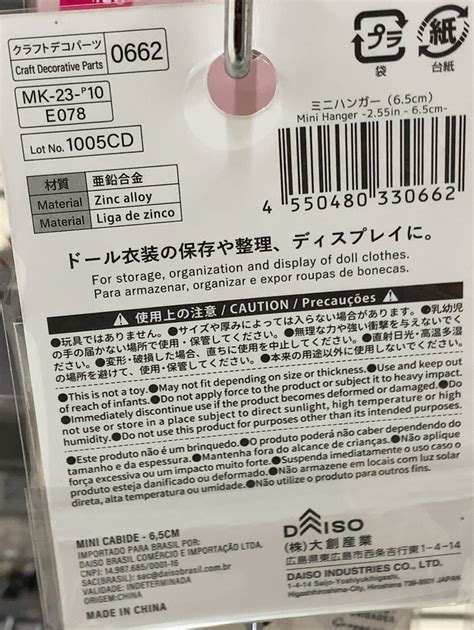 クラフトデコパーツ
Craft Decorative Parts
0662
MK-23-P10
E078
Lot No. 1005CD
プラ
袋
紙
台紙
ミニハンガー（6.5cm）
Mini Hanger -2.55in - 6.5cm-
4 550480 330662
材質 亜鉛合金
Material Zinc alloy
Material Liga de zinco
ドール衣装の保存や整理、ディスプレイに。
For storage, organization and display of doll clothes.
Para armazenar, organizar e expor roupas de bonecas.
使用上の注意 / CAUTION / Precauções
●玩具ではありません。●サイズや厚みによっては入らない場合があります。●乳幼児
の手の届かない場所で使用・保管してください。●無理な力や強い衝撃を与えないでく
ださい。●変形・破損した場合、直ちに使用を中止してください。●直射日光・高温多湿
の場所を避けて、使用・保管してください。●本来の用途以外に使用しないでください。
●This is not a toy.●May not fit depending on size or thickness.●Use and keep out
of reach of infants.●Do not apply force to the product or subject it to heavy impact.
●Immediately discontinue use if the product becomes deformed or damaged.●Do
not use or store in a place subject to direct sunlight, high temperature or high
humidity.●Do not use this product for purposes other than its intended purposes.
●Este produto não é um brinquedo.●O produto poderá não caber dependendo do
tamanho e da espessura.●Mantenha fora do alcance de crianças.●Não aplique
força excessiva ou um impacto muito forte.●Suspenda imediatamente o uso caso o
produto esteja danificado ou deformado.●Não armazene em locais com luz solar
direta, alta temperatura ou umidade.●Não utilize o produto para outros fins.
MINI CABIDE - 6,5CM
IMPORTADO PARA BRASIL POR:
DAISO BRASIL COMÉRCIO E IMPORTAÇÃO LTDA.
CNPJ: 14.987.685/0001-16
SAC(BRASIL): sac@daisobrasil.com.br
VALIDADE: INDETERMINADA
ORIGEM:CHINA
MADE IN CHINA
DAISO
(株)大創産業
広島県東広島市西条吉行東1-4-14
DAISO INDUSTRIES CO., LTD.
1-4-14 Saijo-Yoshiyukihigashi,
Higashihiroshima-City, Hiroshima 739-8501 JAPAN